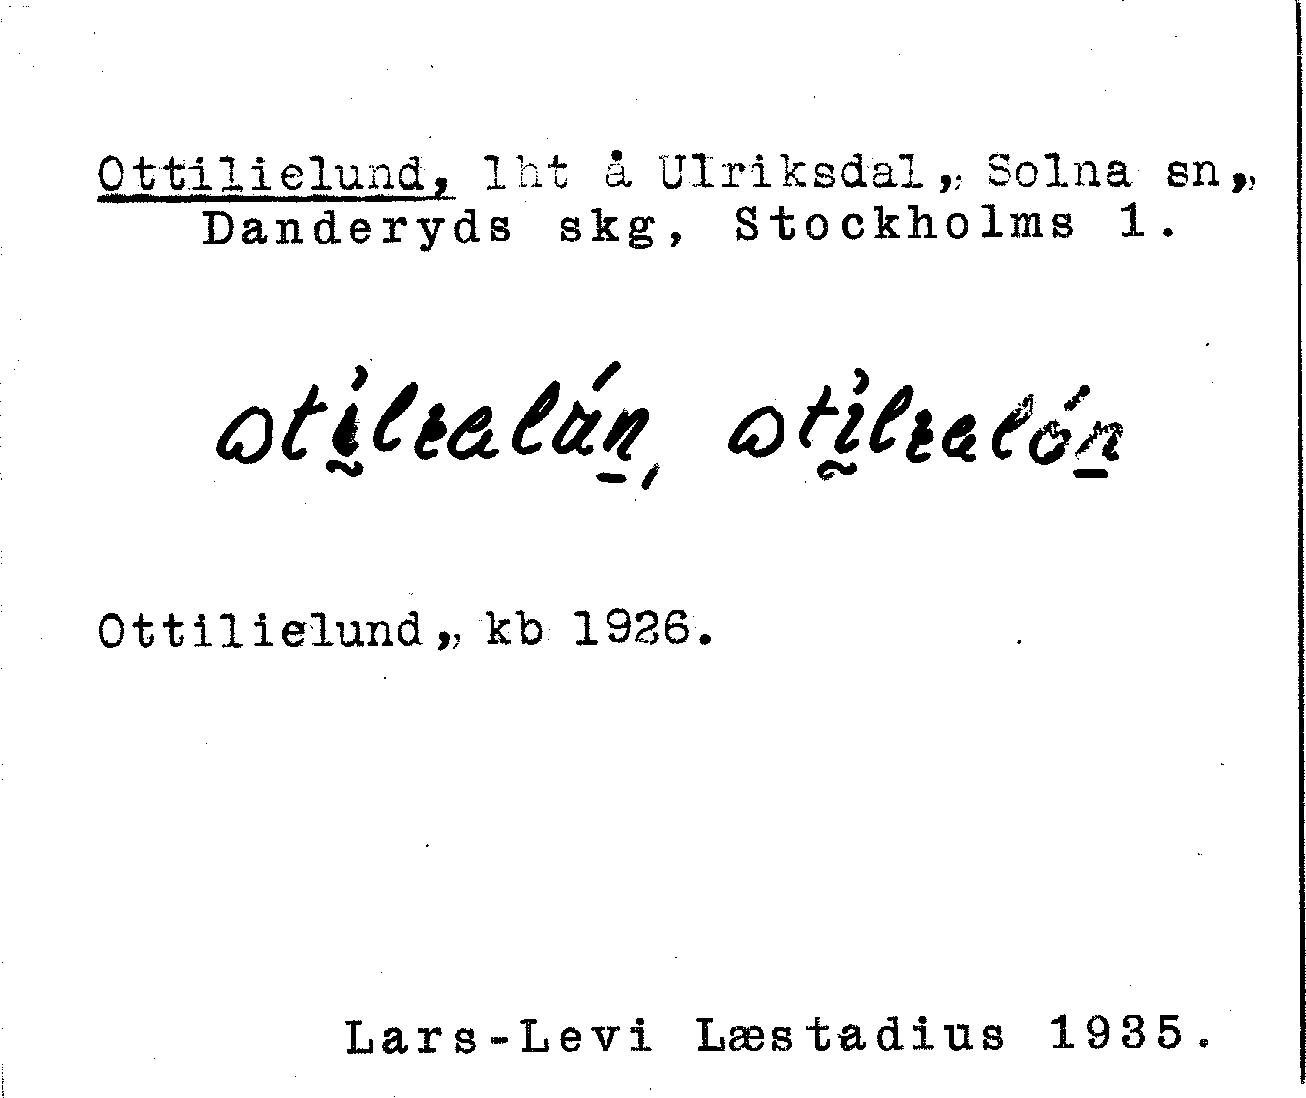 Ottilielund, lht å Ulriksdal, Solna sn,
Danderyds skg, Stockholms l.
Ottilielund, kb 1926.
Lars-Levi Læstadius 1935.